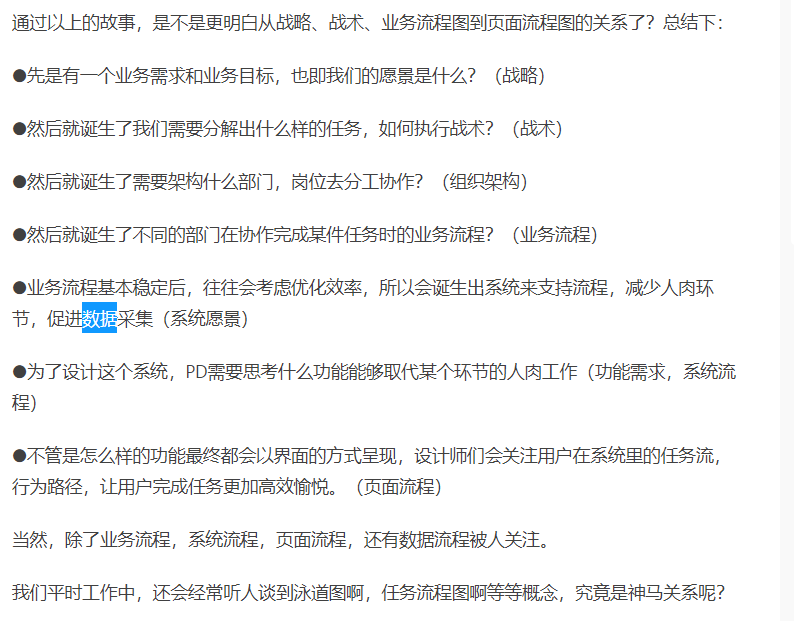 通过以上的故事，是不是更明白从战略、战术、业务流程图到页面流程图的关系了？总结下：
●先是有一个业务需求和业务目标，也即我们的愿景是什么？（战略）
●然后就诞生了我们需要分解出什么样的任务，如何执行战术？（战术）
●然后就诞生了需要架构什么部门，岗位去分工协作？（组织架构）
●然后就诞生了不同的部门在协作完成某件任务时的业务流程？（业务流程）
●业务流程基本稳定后，往往会考虑优化效率，所以会诞生出系统来支持流程，减少人肉环
节，促进数据采集（系统愿景）
●为了设计这个系统，PD需要思考什么功能能够取代某个环节的人肉工作（功能需求，系统流
程）
●不管是怎么样的功能最终都会以界面的方式呈现，设计师们会关注用户在系统里的任务流，
行为路径，让用户完成任务更加高效愉悦。（页面流程）
当然，除了业务流程，系统流程，页面流程，还有数据流程被人关注。
我们平时工作中，还会经常听人谈到泳道图啊，任务流程图啊等等概念，究竟是神马关系呢？